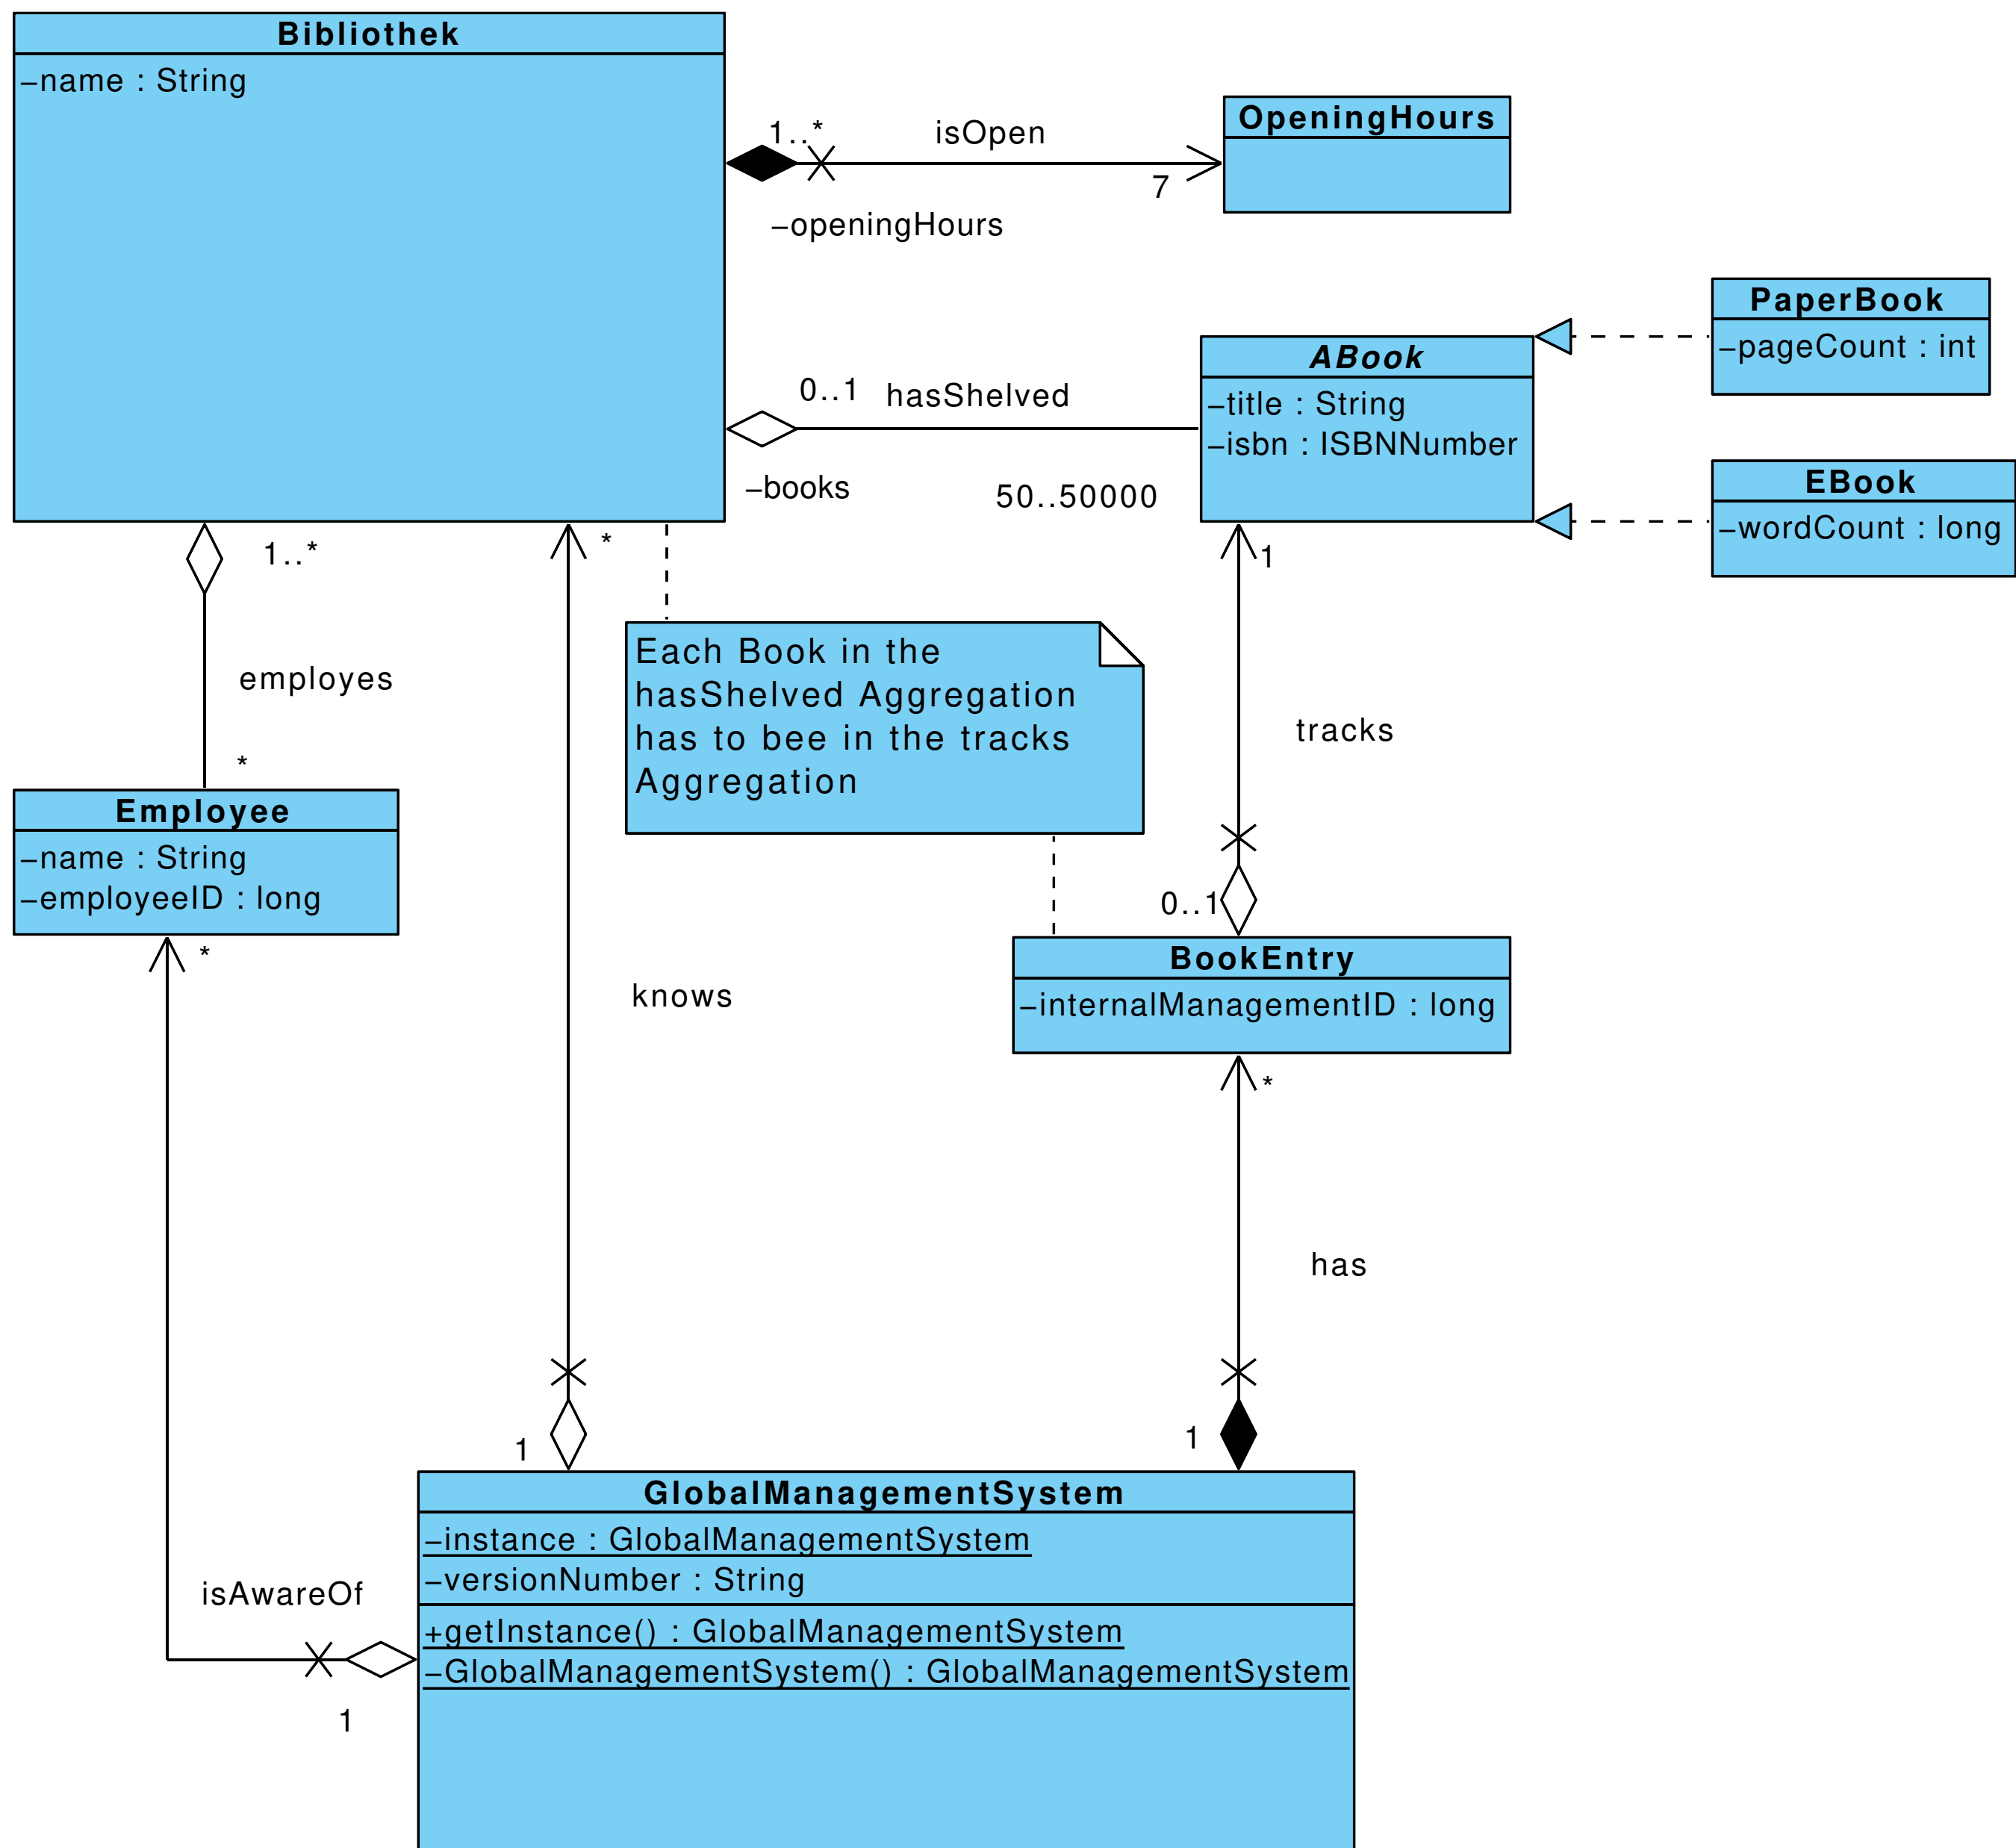 Bibliothek
–name : String
1..*
isOpen
7
–openingHours
OpeningHours
PaperBook
–pageCount : int
0..1
hasShelved
–books
50..50000
ABook
–title : String
–isbn : ISBNNumber
EBook
–wordCount : long
1..*
*
1
employes
*
Each Book in the
hasShelved Aggregation
has to bee in the tracks
Aggregation
tracks
Employee
–name : String
–employeeID : long
0..1
*
BookEntry
–internalManagementID : long
knows
*
has
1
1
GlobalManagementSystem
–instance : GlobalManagementSystem
–versionNumber : String
+getInstance() : GlobalManagementSystem
–GlobalManagementSystem() : GlobalManagementSystem
isAwareOf
1